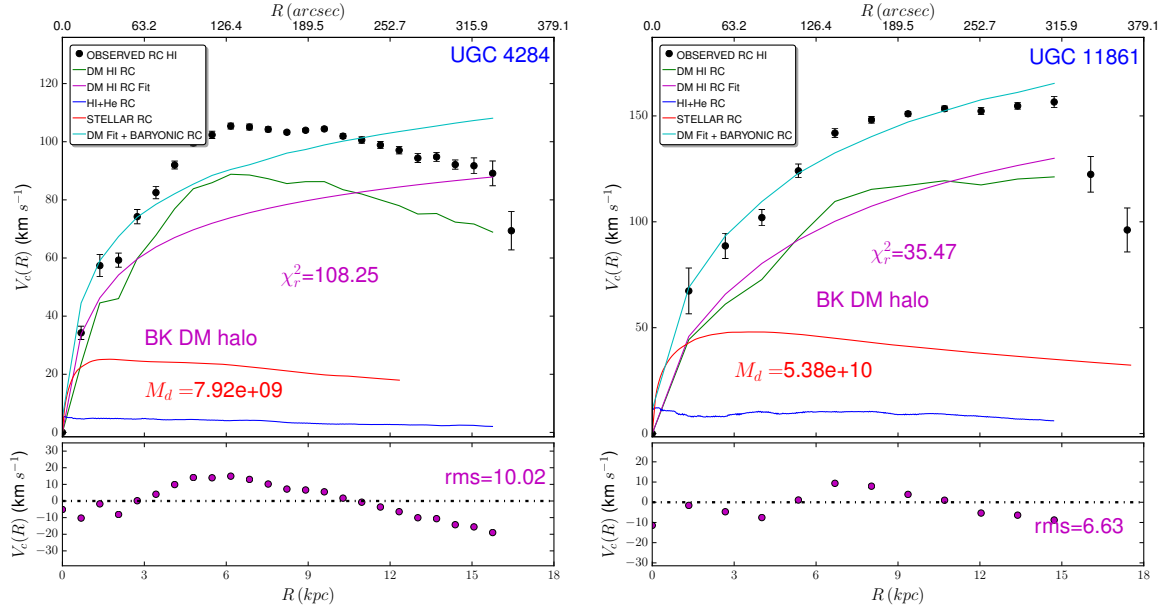 R (arcsec)
0.0 63.2 126.4 189.5 252.7 315.9 379.1
UGC 4284
OBSERVED RC HI
DM HI RC
DM HI RC Fit
HI+He RC
STELLAR RC
DM Fit + BARYONIC RC
120
100
80
60
40
20
0
V_c(R) (km s⁻¹)
χ_r²=108.25
BK DM halo
M_d =7.92e+09
30
20
10
0
−10
−20
−30
V_c(R) (km s⁻¹)
rms=10.02
0 3 6 9 12 15 18
R (kpc)
R (arcsec)
0.0 63.2 126.4 189.5 252.7 315.9 379.1
UGC 11861
OBSERVED RC HI
DM HI RC
DM HI RC Fit
HI+He RC
STELLAR RC
DM Fit + BARYONIC RC
150
100
50
0
V_c(R) (km s⁻¹)
χ_r²=35.47
BK DM halo
M_d =5.38e+10
20
10
0
−10
−20
−30
V_c(R) (km s⁻¹)
rms=6.63
0 3 6 9 12 15 18
R (kpc)